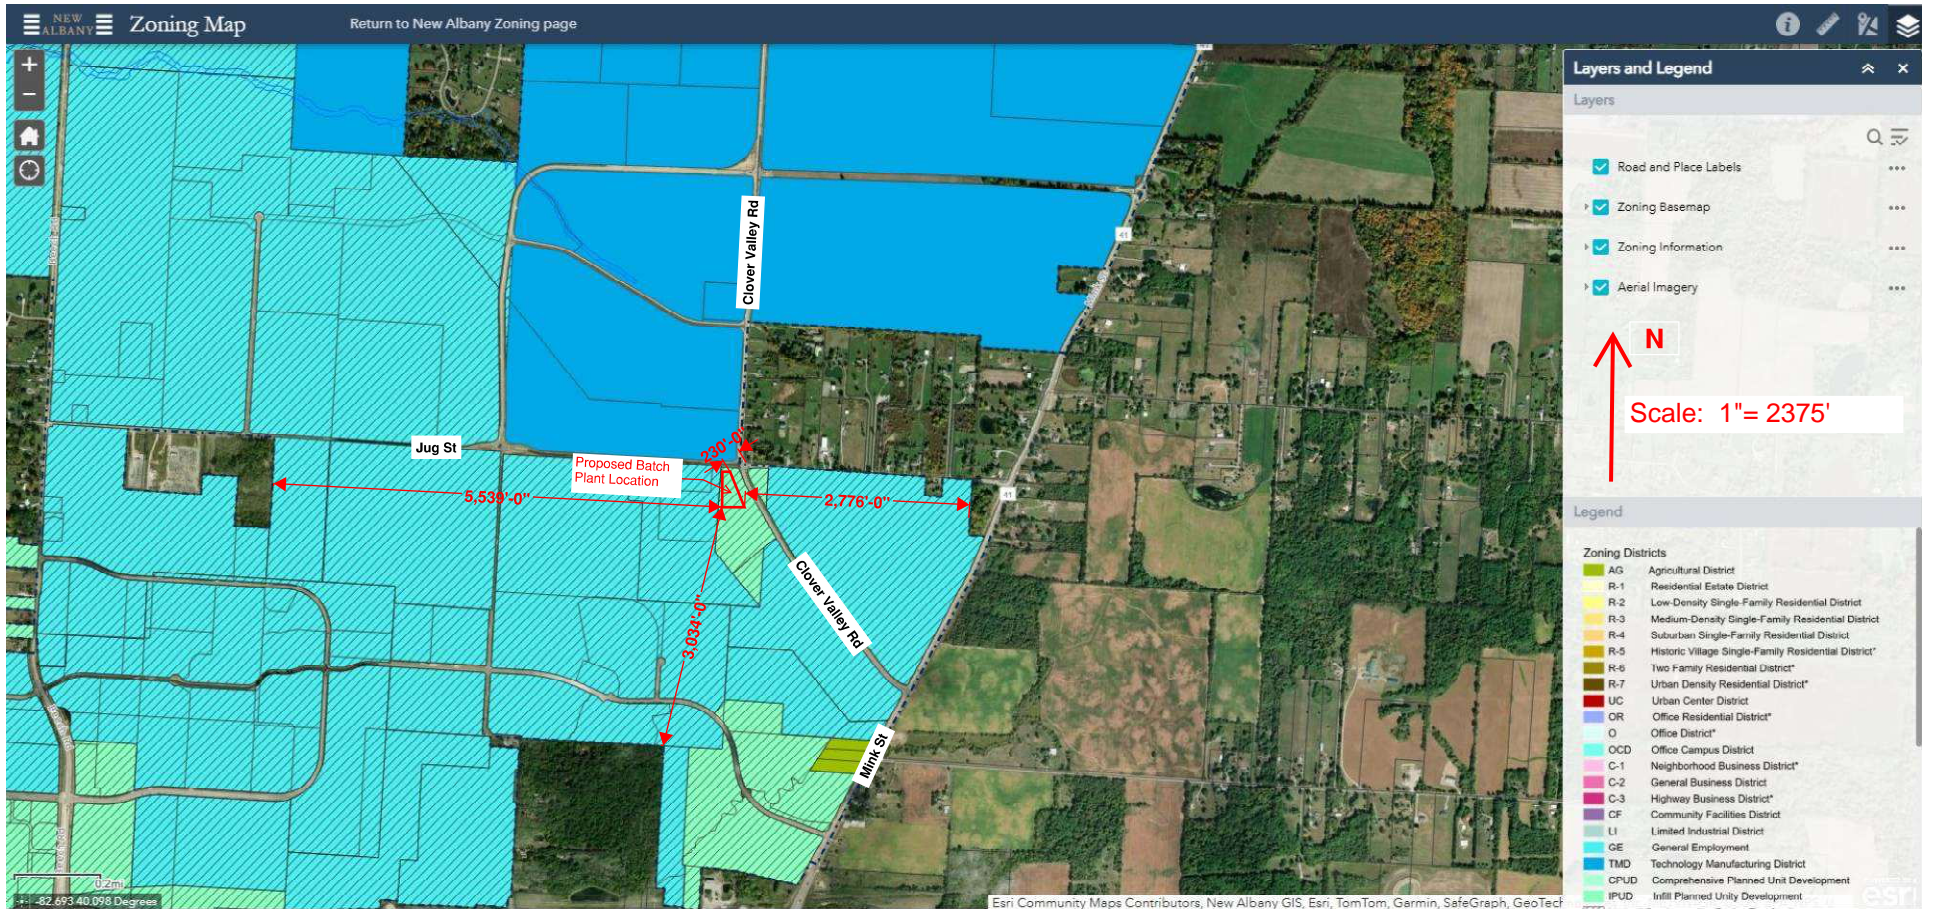 NEW
ALBANY
Zoning Map
Return to New Albany Zoning page
Layers and Legend
Layers
Road and Place Labels
Zoning Basemap
Zoning Information
Aerial Imagery
N
Scale: 1"= 2375'
Clover Valley Rd
41
Jug St
230'-0"
Proposed Batch
Plant Location
5,539'-0"
2,776'-0"
41
3,034'-0"
Clover Valley Rd
Mink St
0.2mi
-82.693 40.098 Degrees
Esri Community Maps Contributors, New Albany GIS, Esri, TomTom, Garmin, SafeGraph, GeoTech
esri
Legend
Zoning Districts
AG Agricultural District
R-1 Residential Estate District
R-2 Low-Density Single-Family Residential District
R-3 Medium-Density Single-Family Residential District
R-4 Suburban Single-Family Residential District
R-5 Historic Village Single-Family Residential District*
R-6 Two Family Residential District*
R-7 Urban Density Residential District*
UC Urban Center District
OR Office Residential District*
O Office District*
OCD Office Campus District
C-1 Neighborhood Business District*
C-2 General Business District
C-3 Highway Business District*
CF Community Facilities District
LI Limited Industrial District
GE General Employment
TMD Technology Manufacturing District
CPUD Comprehensive Planned Unit Development
IPUD Infill Planned Unity Development